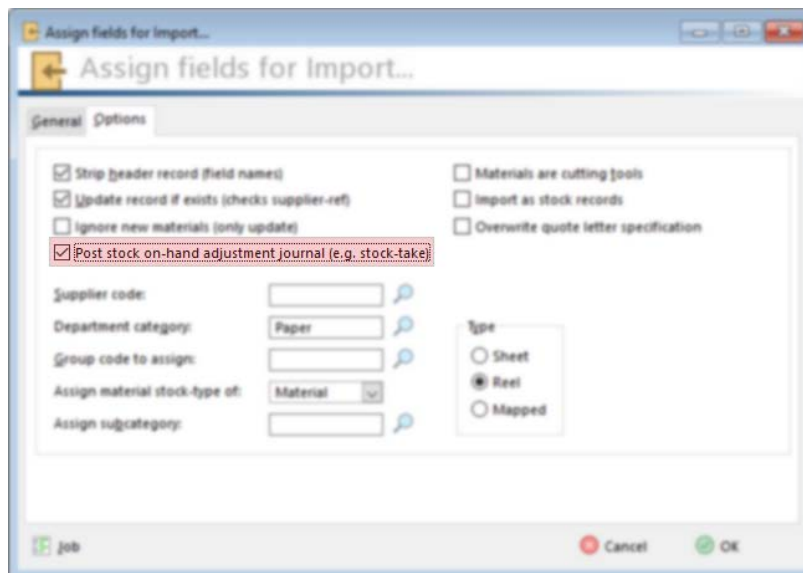 Assign fields for Import...
Assign fields for Import...
General Options
Strip header record (field names)
Update record if exists (checks supplier-ref)
Ignore new materials (only update)
Post stock on-hand adjustment journal (e.g. stock-take)
Materials are cutting tools
Import as stock records
Overwrite quote letter specification
Supplier code:
Department category: Paper
Group code to assign:
Assign material stock-type of: Material
Assign subcategory:
Type
Sheet
Reel
Mapped
Job
Cancel
OK